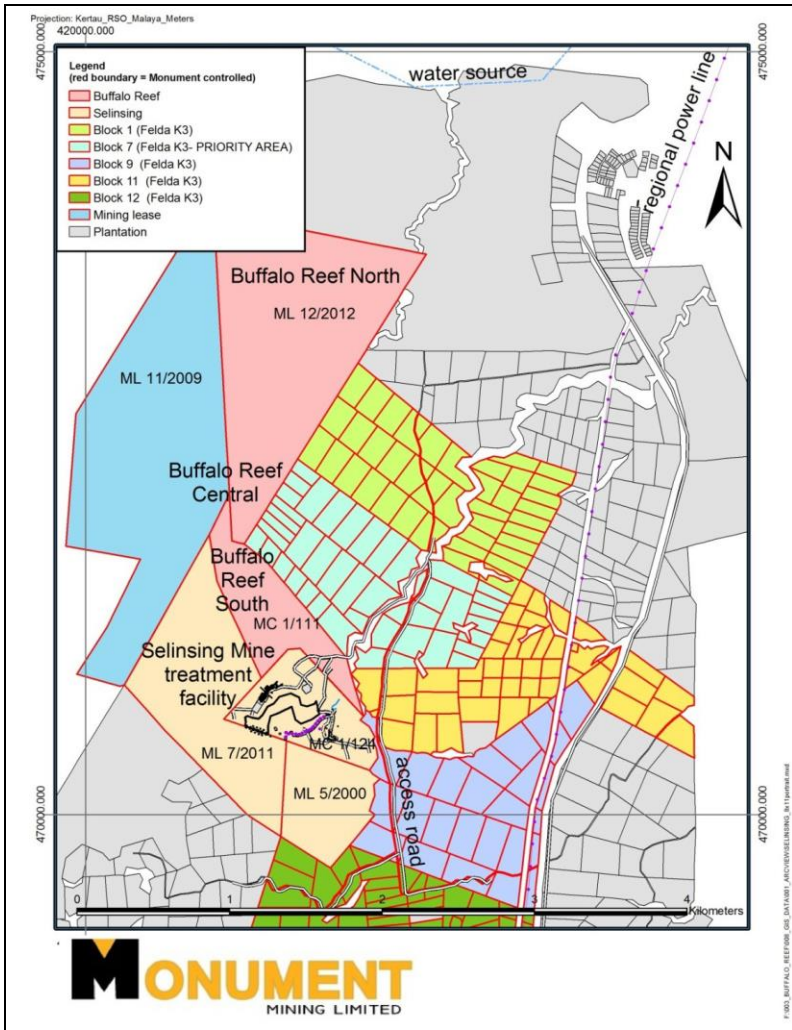 Projection: Kertau_RSO_Malaya_Meters
420000.000
475000.000
475000.000
Legend
(red boundary = Monument controlled)
Buffalo Reef
Selinsing
Block 1 (Felda K3)
Block 7 (Felda K3- PRIORITY AREA)
Block 9 (Felda K3)
Block 11 (Felda K3)
Block 12 (Felda K3)
Mining lease
Plantation
water source
regional power line
N
Buffalo Reef North
ML 12/2012
ML 11/2009
Buffalo Reef
Central
Buffalo
Reef
South
MC 1/111
Selinsing Mine
treatment
facility
MC 1/124
ML 7/2011
ML 5/2000
access road
470000.000
470000.000
0
1
2
3
4
Kilometers
MONUMENT
MINING LIMITED